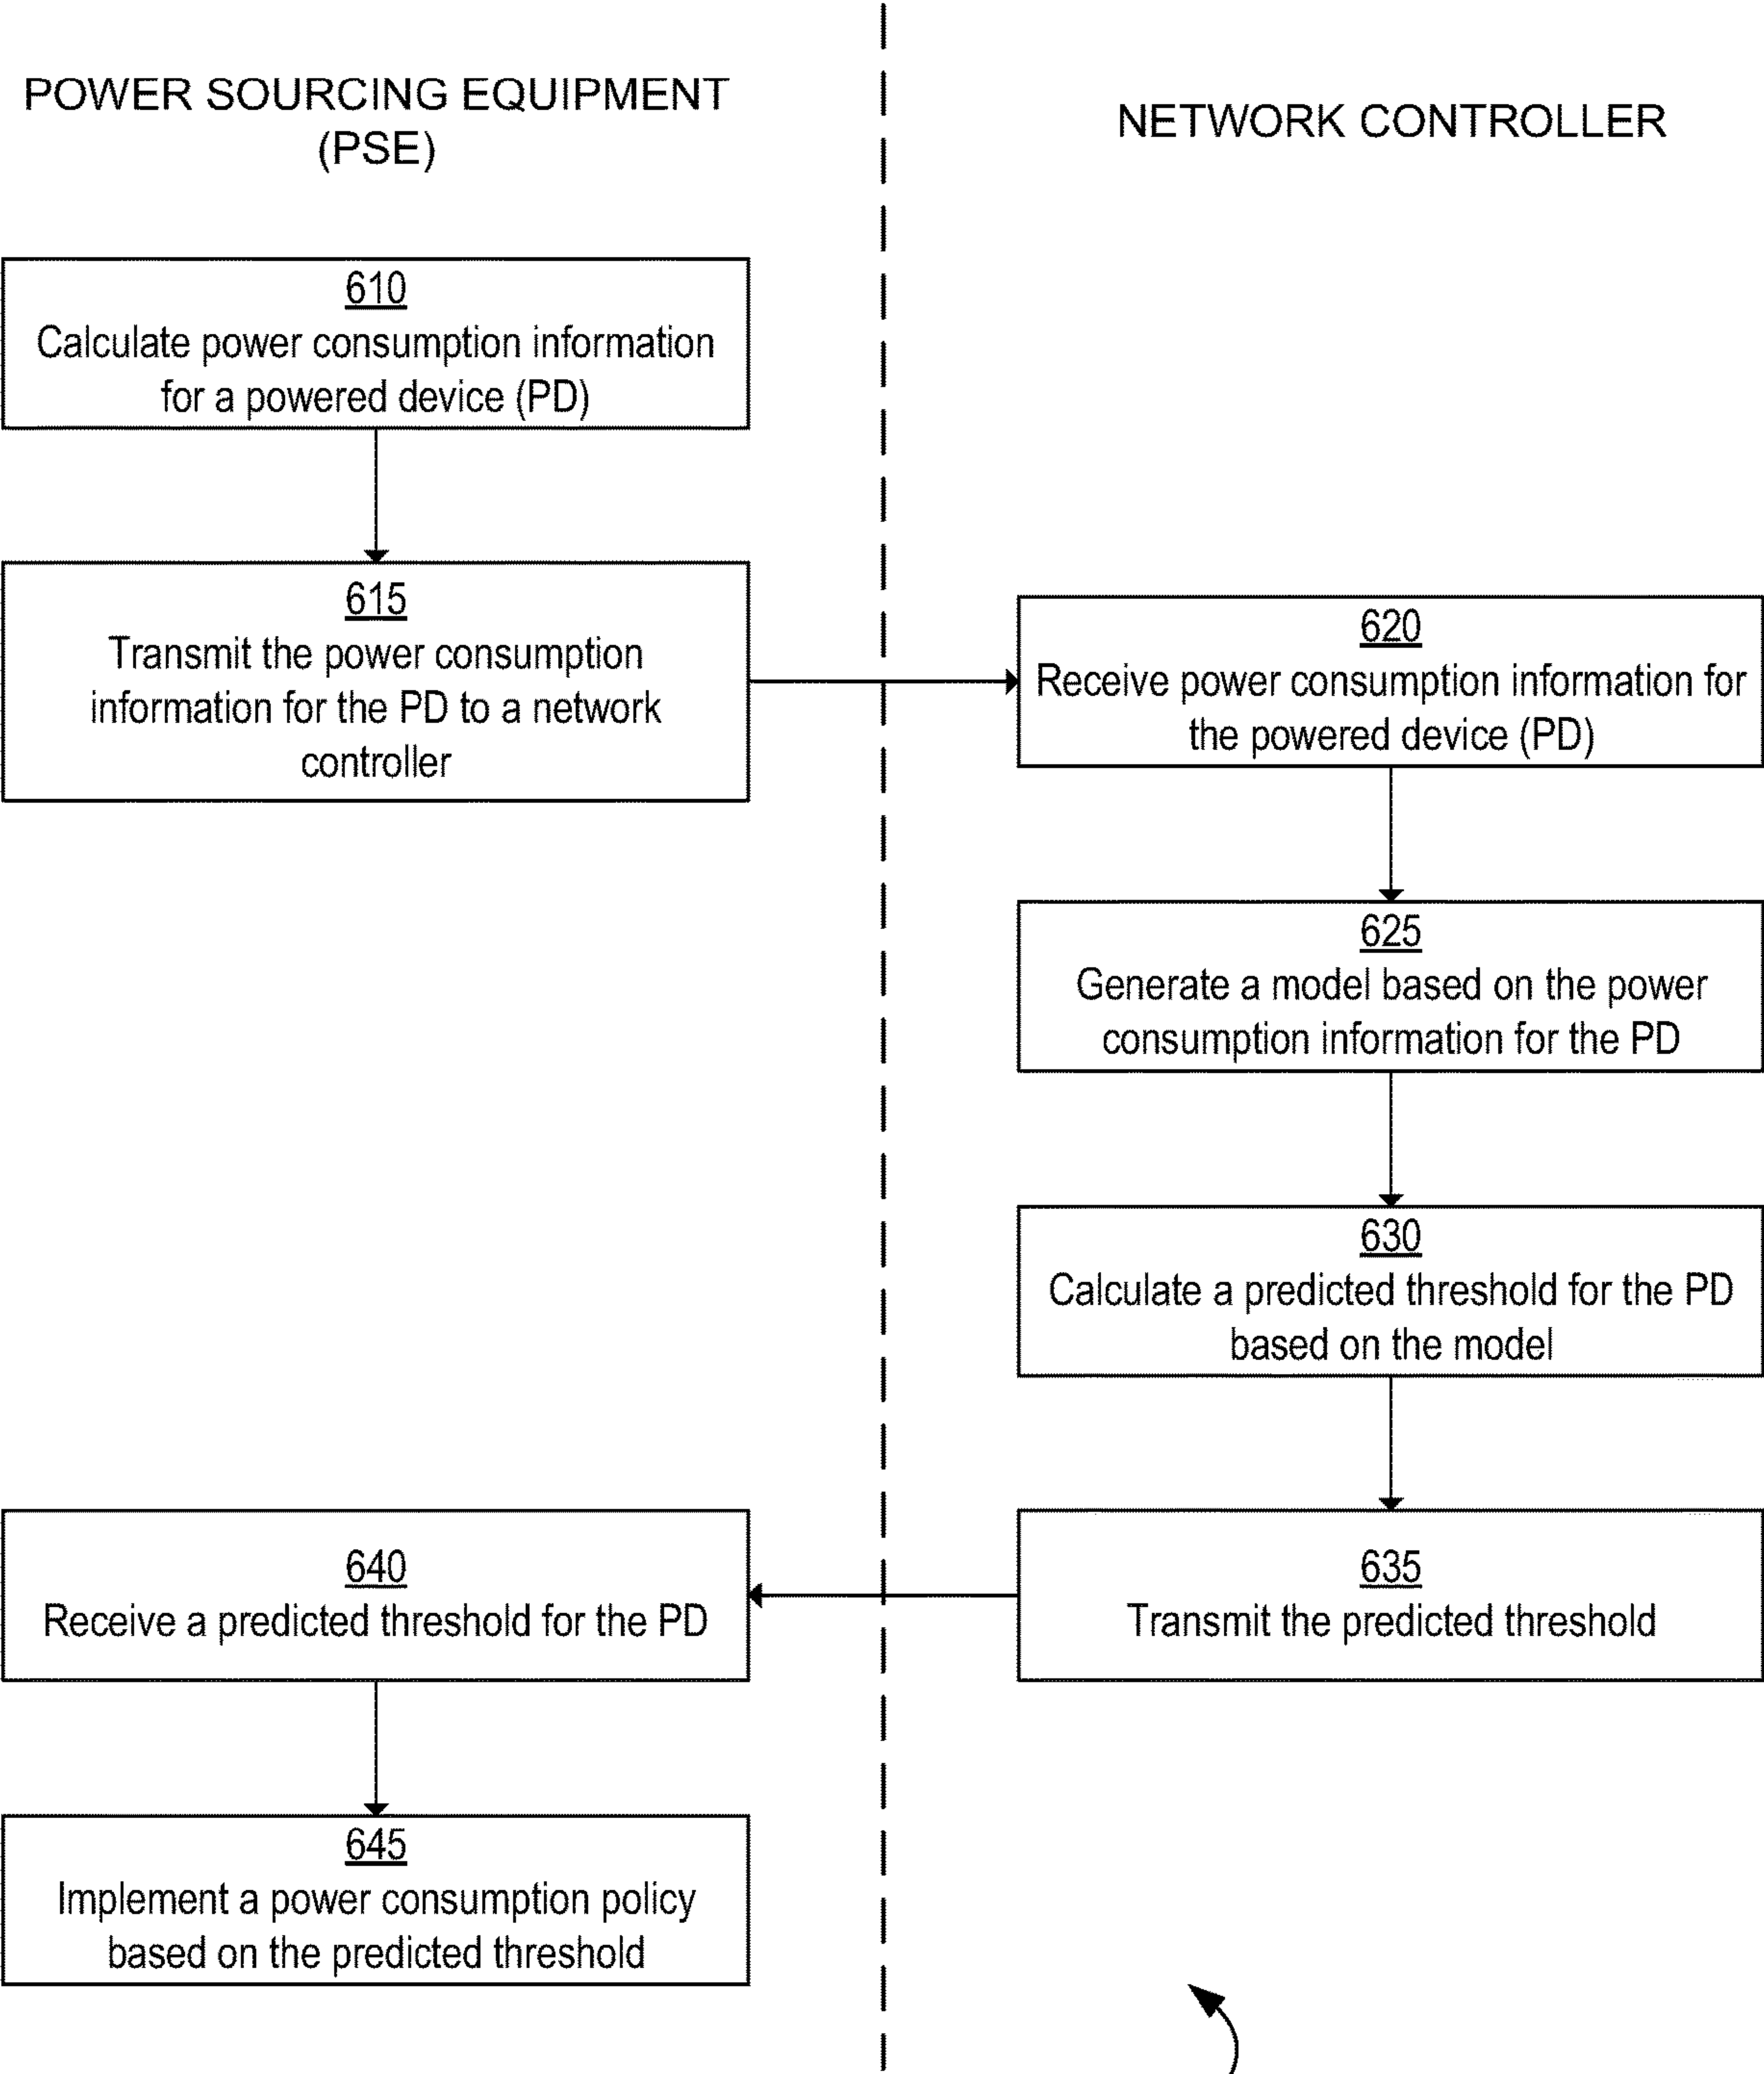 POWER SOURCING EQUIPMENT
(PSE)
NETWORK CONTROLLER
610
Calculate power consumption information
for a powered device (PD)
615
Transmit the power consumption
information for the PD to a network
controller
620
Receive power consumption information for
the powered device (PD)
625
Generate a model based on the power
consumption information for the PD
630
Calculate a predicted threshold for the PD
based on the model
635
Transmit the predicted threshold
640
Receive a predicted threshold for the PD
645
Implement a power consumption policy
based on the predicted threshold